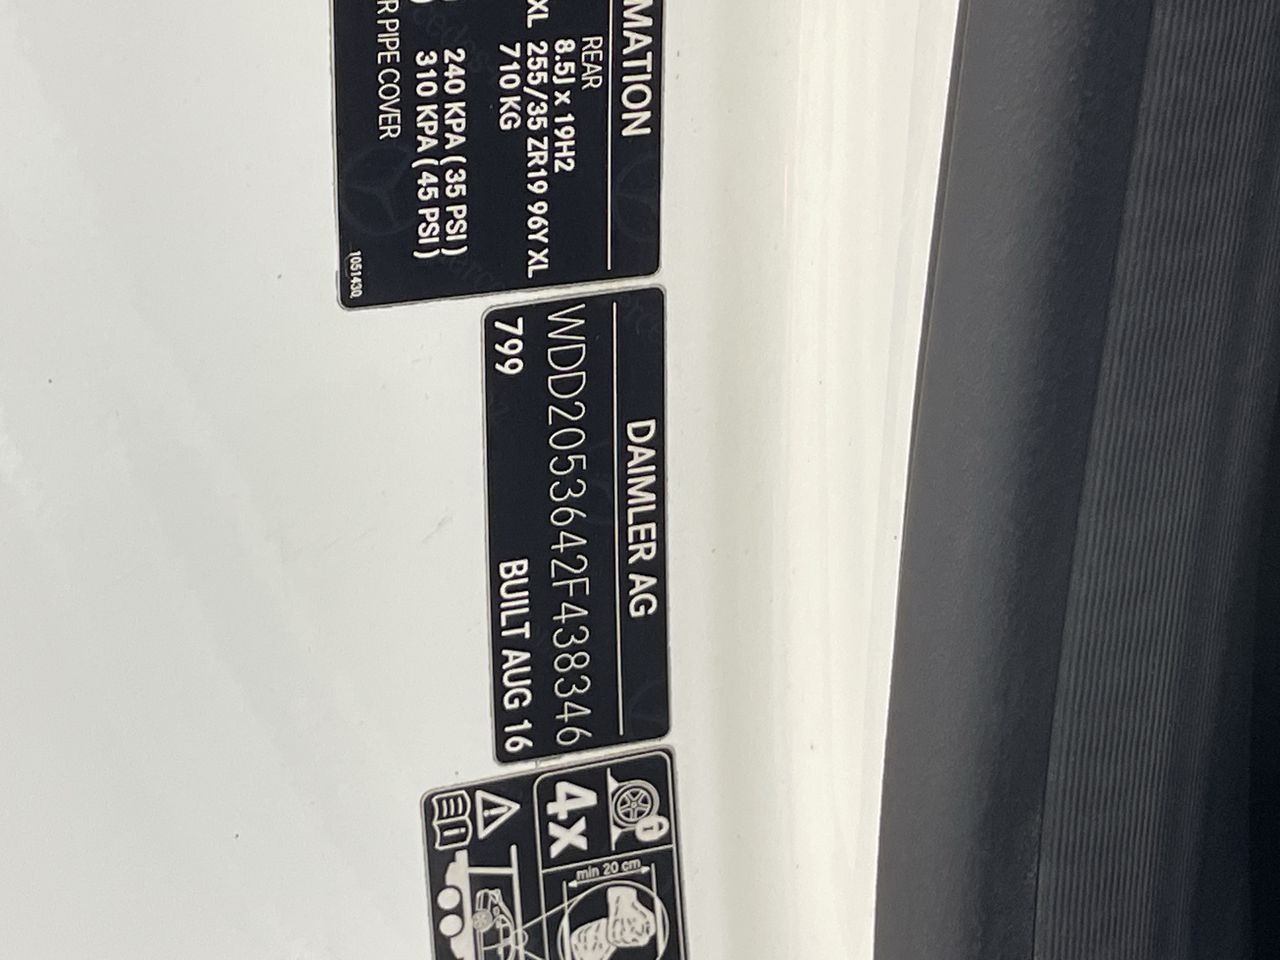 MATION
REAR
8.5J x 19H2
XL 255/35 ZR19 96Y XL
710 KG
240 KPA ( 35 PSI )
310 KPA ( 45 PSI )
R PIPE COVER
1051430
DAIMLER AG
WDD2053642F438346
799 BUILT AUG 16
4x
min 20 cm